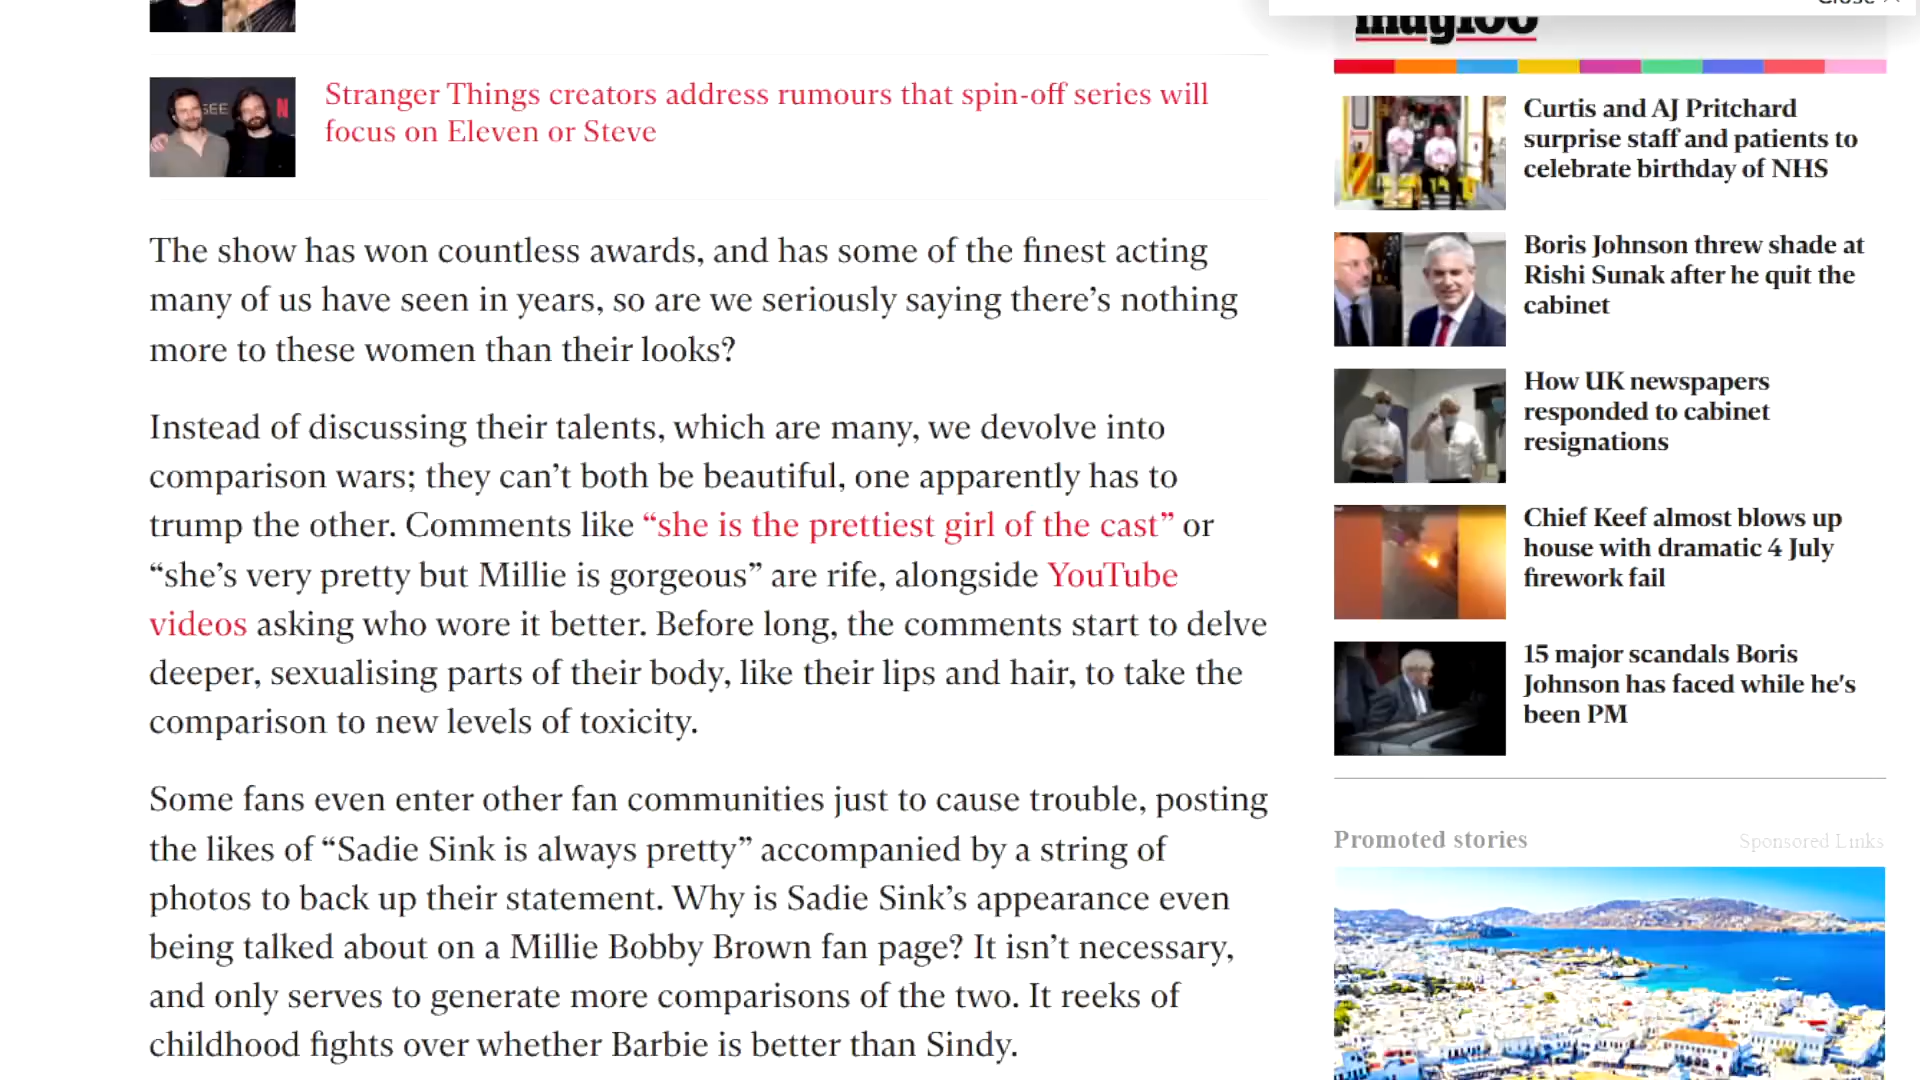 Close
indy100
Stranger Things creators address rumours that spin-off series will
focus on Eleven or Steve
The show has won countless awards, and has some of the finest acting
many of us have seen in years, so are we seriously saying there’s nothing
more to these women than their looks?
Instead of discussing their talents, which are many, we devolve into
comparison wars; they can’t both be beautiful, one apparently has to
trump the other. Comments like “she is the prettiest girl of the cast” or
“she’s very pretty but Millie is gorgeous” are rife, alongside YouTube
videos asking who wore it better. Before long, the comments start to delve
deeper, sexualising parts of their body, like their lips and hair, to take the
comparison to new levels of toxicity.
Some fans even enter other fan communities just to cause trouble, posting
the likes of “Sadie Sink is always pretty” accompanied by a string of
photos to back up their statement. Why is Sadie Sink’s appearance even
being talked about on a Millie Bobby Brown fan page? It isn’t necessary,
and only serves to generate more comparisons of the two. It reeks of
childhood fights over whether Barbie is better than Sindy.
Curtis and AJ Pritchard
surprise staff and patients to
celebrate birthday of NHS
Boris Johnson threw shade at
Rishi Sunak after he quit the
cabinet
How UK newspapers
responded to cabinet
resignations
Chief Keef almost blows up
house with dramatic 4 July
firework fail
15 major scandals Boris
Johnson has faced while he's
been PM
Promoted stories
Sponsored Links